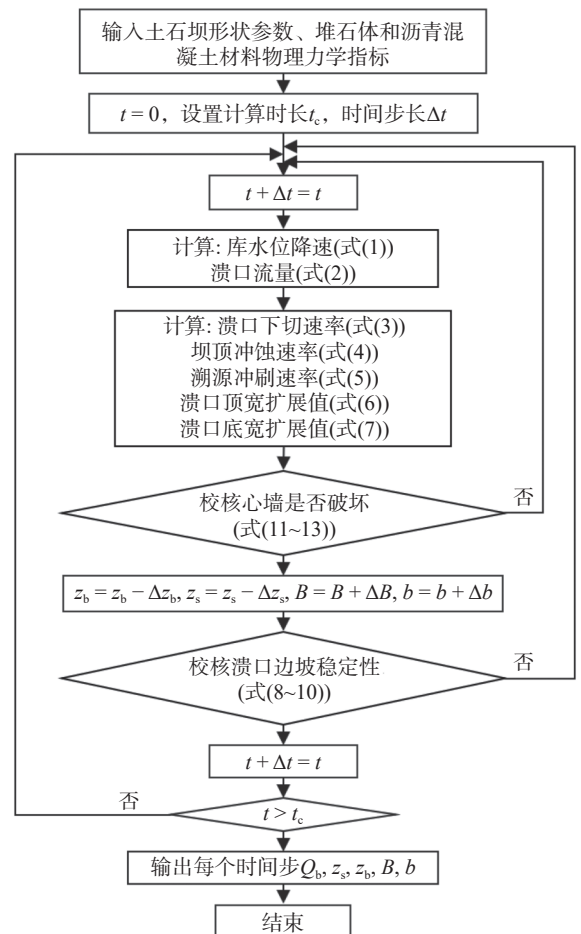 输入土石坝形状参数、堆石体和沥青混
凝土材料物理力学指标
t = 0，设置计算时长tc，时间步长Δt
t + Δt = t
计算: 库水位降速(式(1))
溃口流量(式(2))
计算: 溃口下切速率(式(3))
坝顶冲蚀速率(式(4))
溯源冲刷速率(式(5))
溃口顶宽扩展值(式(6))
溃口底宽扩展值(式(7))
校核心墙是否破坏
(式(11~13))
否
zb = zb − Δzb, zs = zs − Δzs, B = B + ΔB, b = b + Δb
校核溃口边坡稳定性
(式(8~10))
否
t + Δt = t
否
t > tc
输出每个时间步Qb, zs, zb, B, b
结束